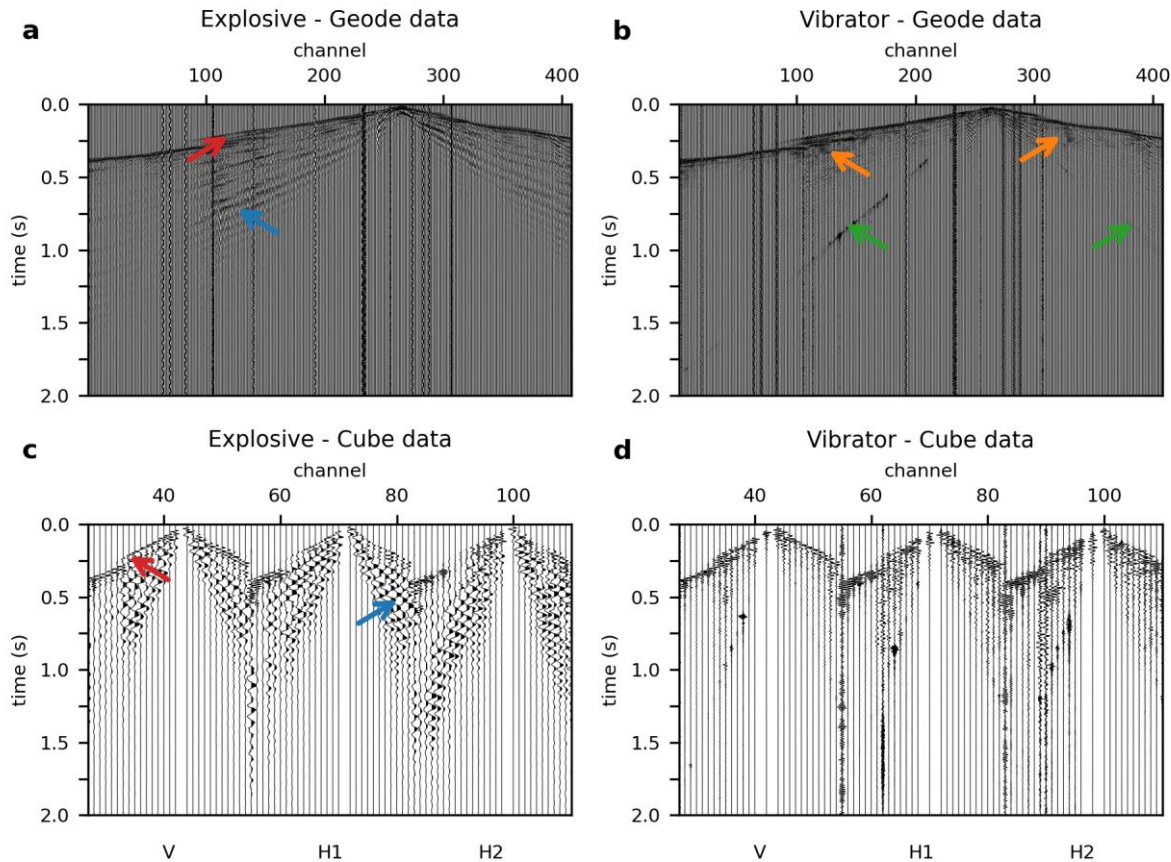 a
Explosive - Geode data
channel
100 200 300 400
0.0
0.5
1.0
1.5
2.0
time (s)
b
Vibrator - Geode data
channel
100 200 300 400
0.0
0.5
1.0
1.5
2.0
time (s)
c
Explosive - Cube data
channel
40 60 80 100
0.0
0.5
1.0
1.5
2.0
time (s)
V H1 H2
d
Vibrator - Cube data
channel
40 60 80 100
0.0
0.5
1.0
1.5
2.0
time (s)
V H1 H2